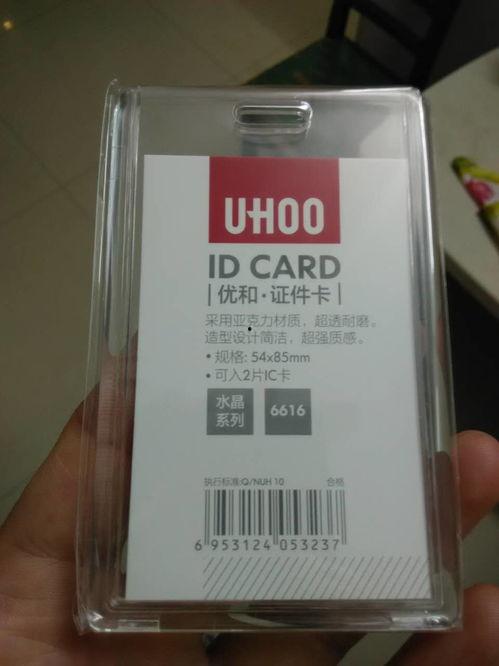 UHOO
ID CARD
优和·证件卡
采用亚克力材质，超透耐磨。
造型设计简洁，超强质感。
• 规格: 54x85mm
• 可入2片IC卡
水晶
系列
6616
执行标准:Q/NUH 10 合格
6 953124 053237